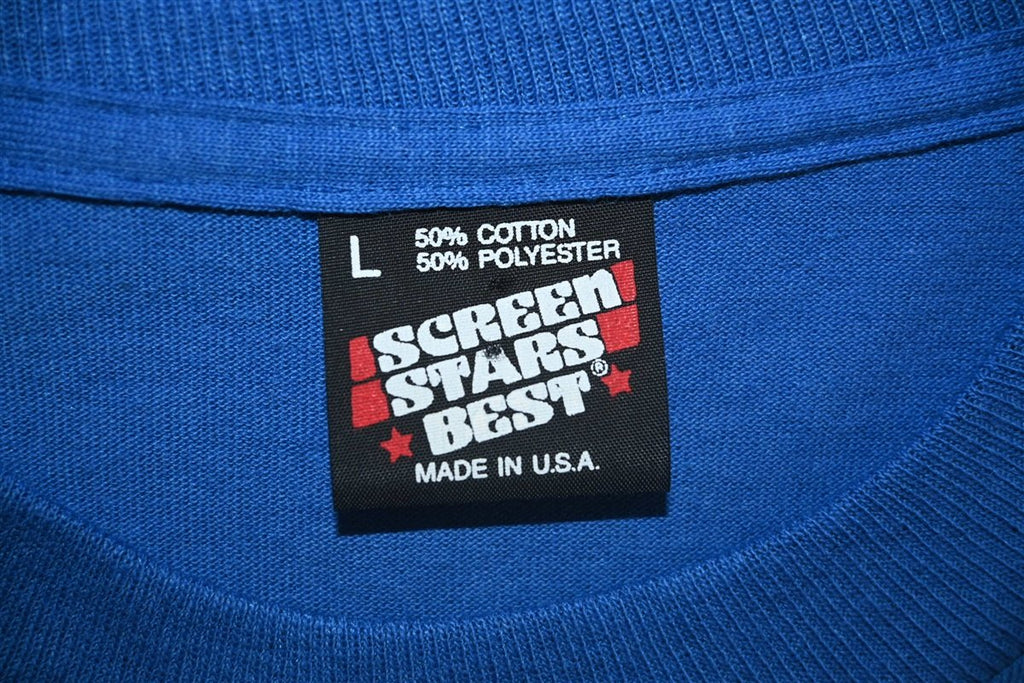 L
50% COTTON
50% POLYESTER
SCREEN
STARS
BEST®
MADE IN U.S.A.